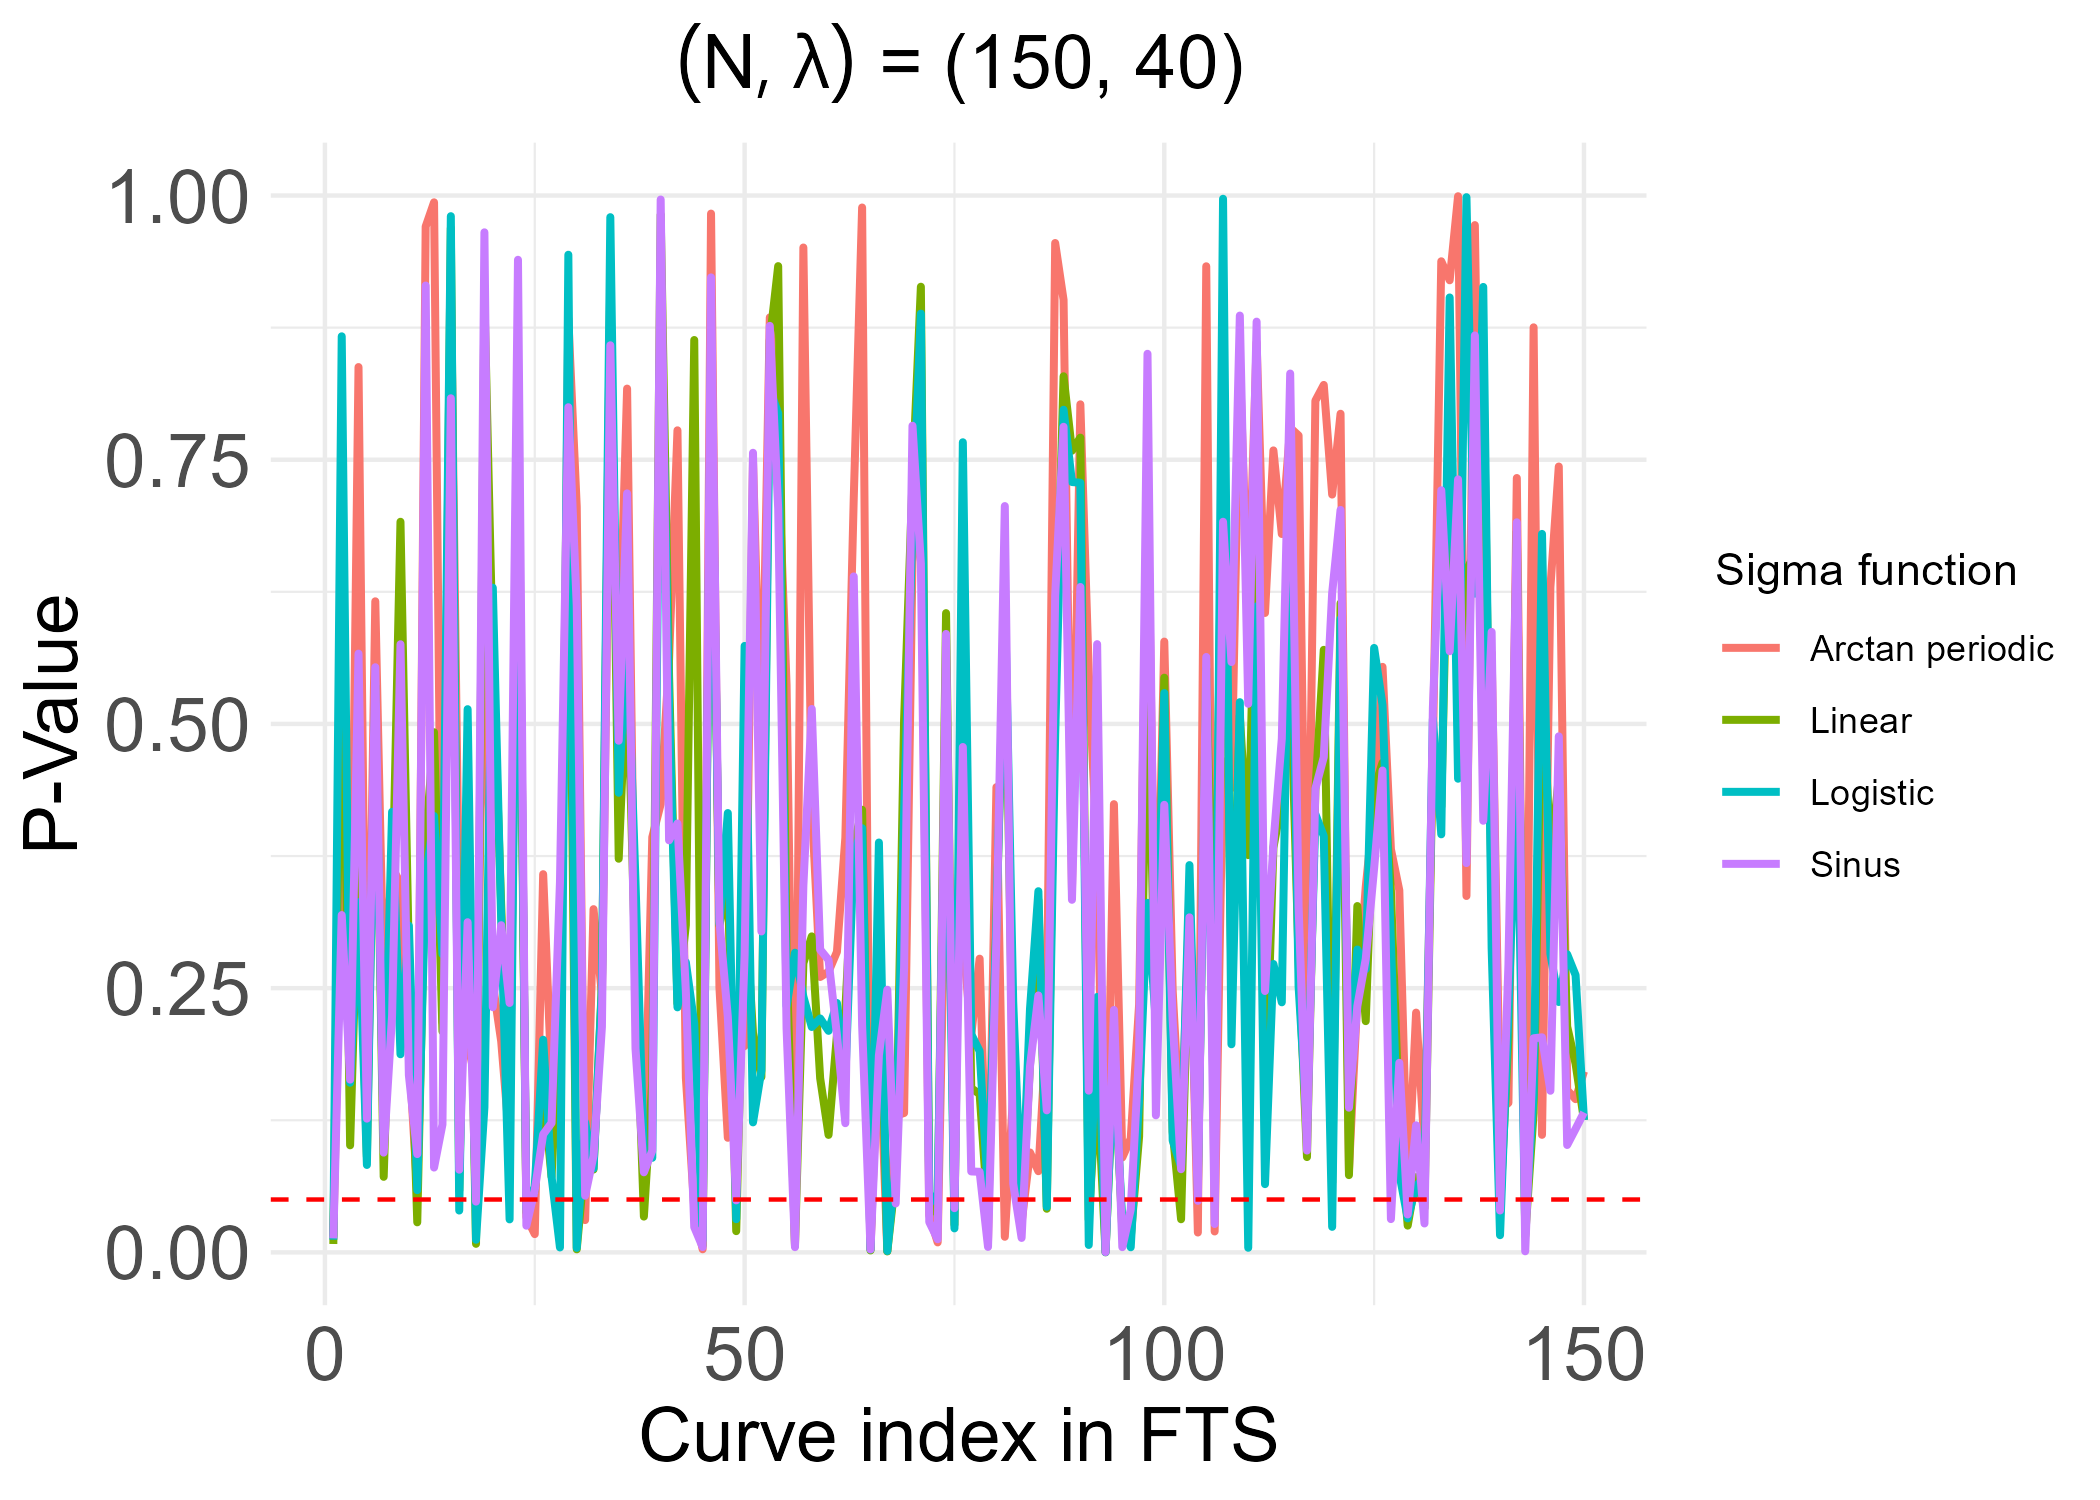 (N, λ) = (150, 40)
1.00
0.75
0.50
0.25
0.00
P-Value
0 50 100 150
Curve index in FTS
Sigma function
Arctan periodic
Linear
Logistic
Sinus